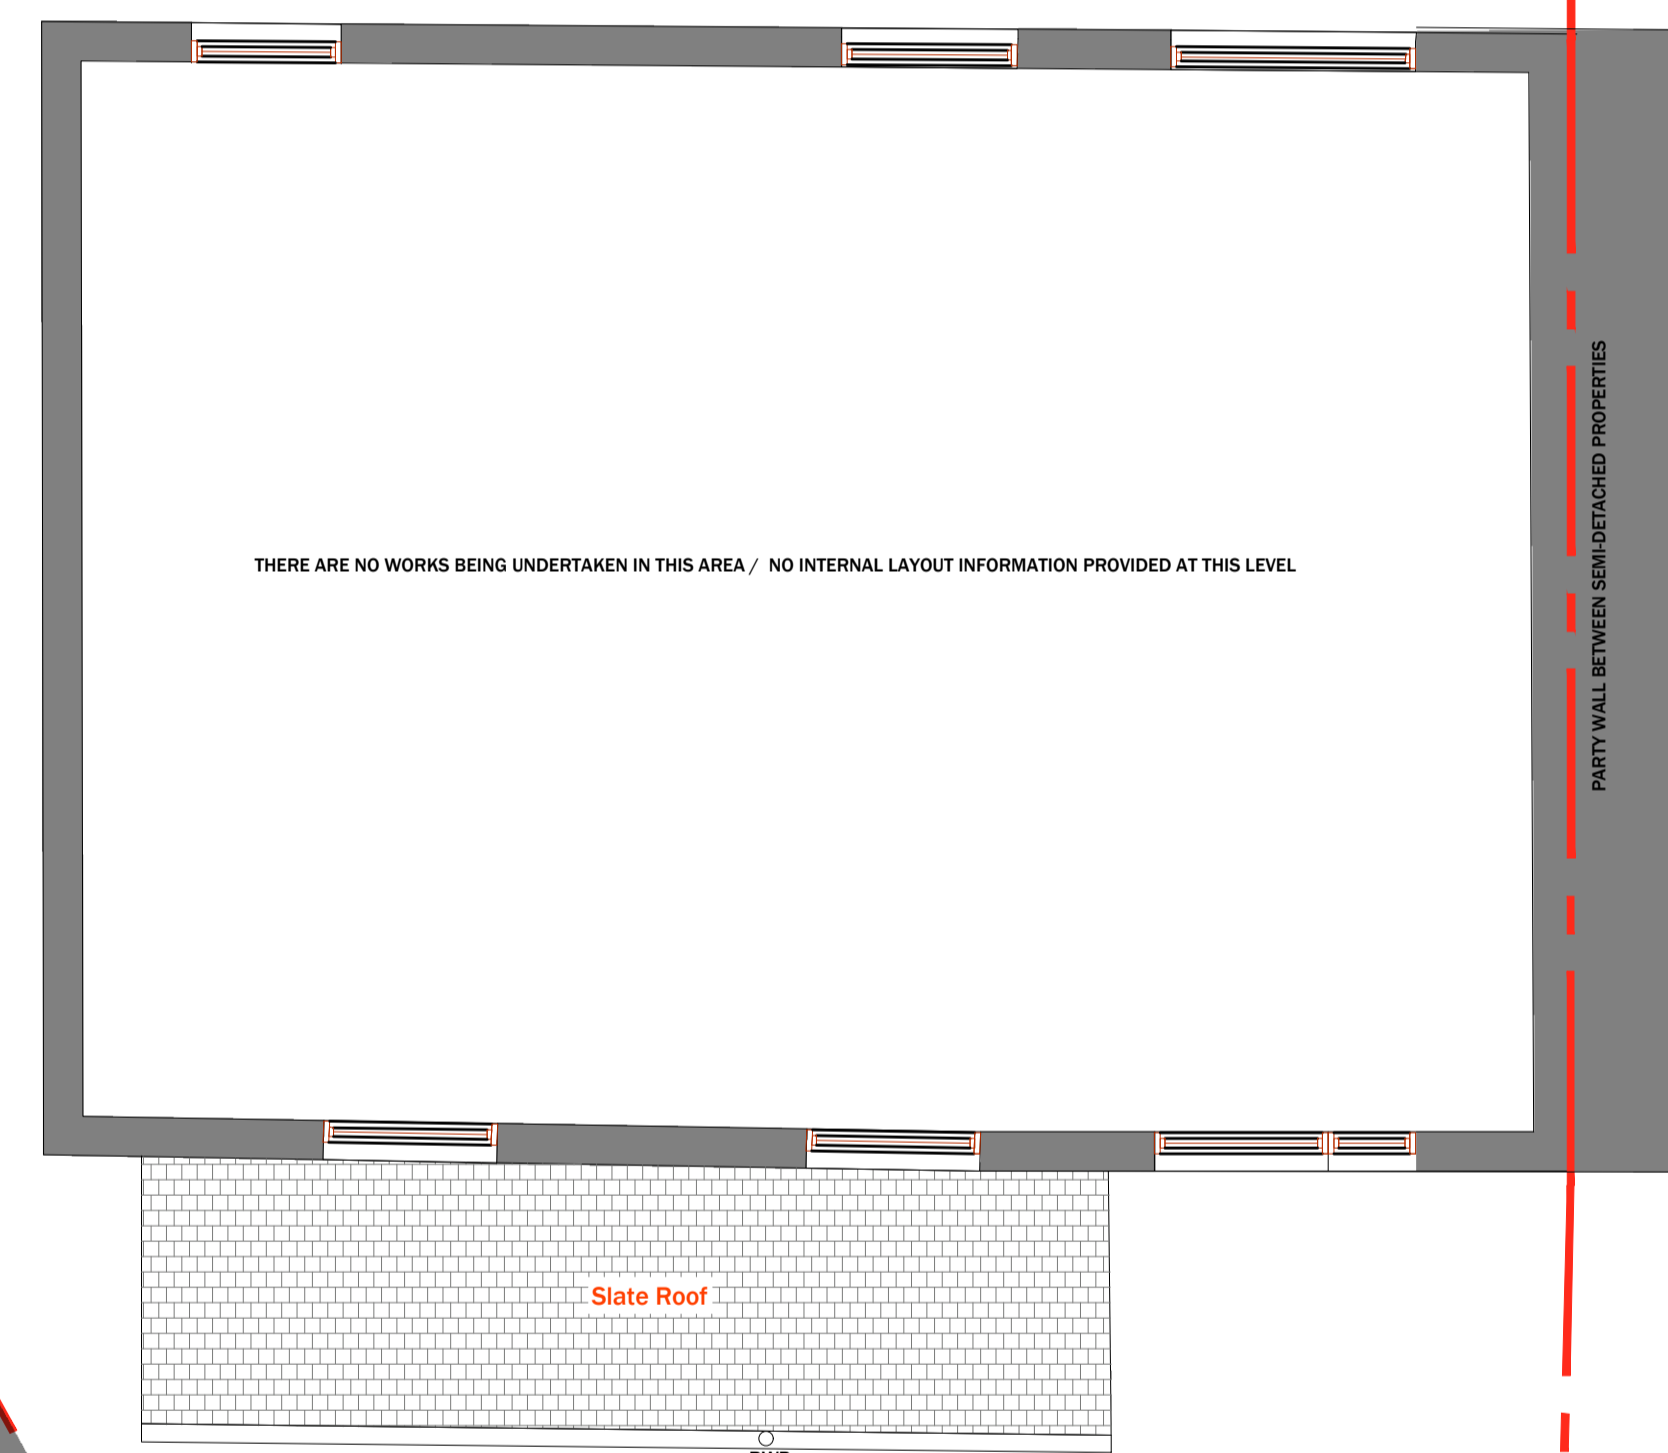 THERE ARE NO WORKS BEING UNDERTAKEN IN THIS AREA / NO INTERNAL LAYOUT INFORMATION PROVIDED AT THIS LEVEL
PARTY WALL BETWEEN SEMI-DETACHED PROPERTIES
Slate Roof